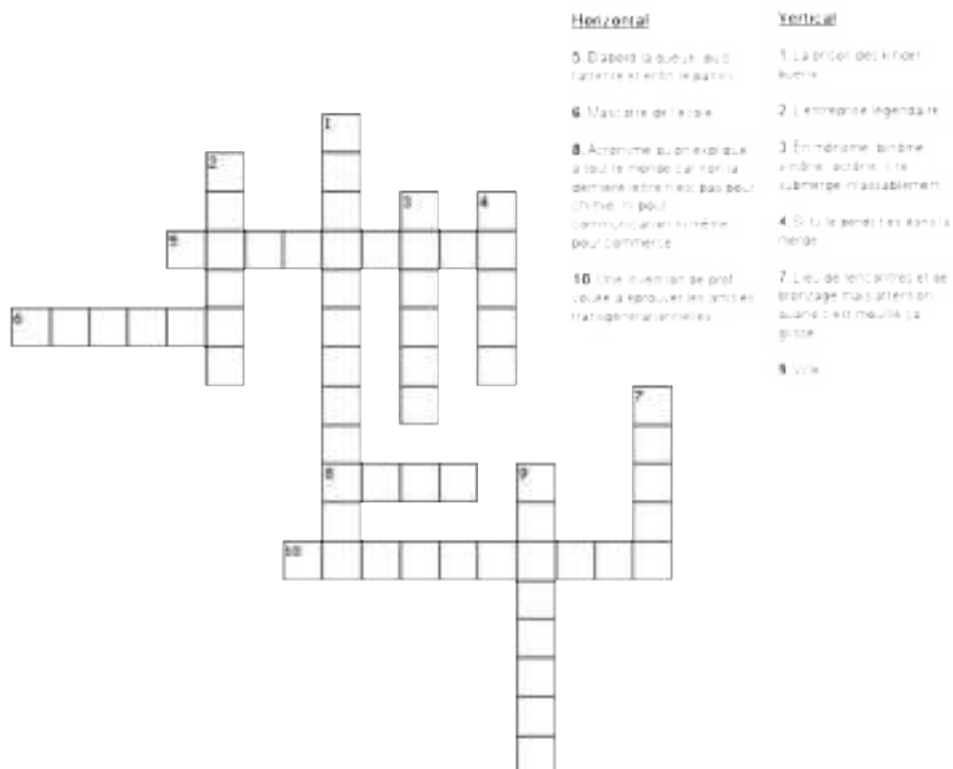 Horizontal
5. D'abord la queue, puis
l'attente et enfin le
6. Mascotte de l'école
8. Acronyme qu'on explique
à tout le monde car non la
dernière lettre n'est pas pour
chimie, ni pour
communication ni même
pour commerce
10. Une invention de prof
vouée à éprouver les amitiés
transgénérationnelles
Vertical
1. La prison des kinder
bueno
2. L'entreprise légendaire
3. En monôme, binôme,
octôme, il te
submerge inlassablement
4. Si tu le perds t'es dans la
merde
7. Lieu de rencontres et de
bronzage mais attention
quand c'est mouillé ça
glisse
9. Ville
1
2
3
4
5
6
7
8
9
10